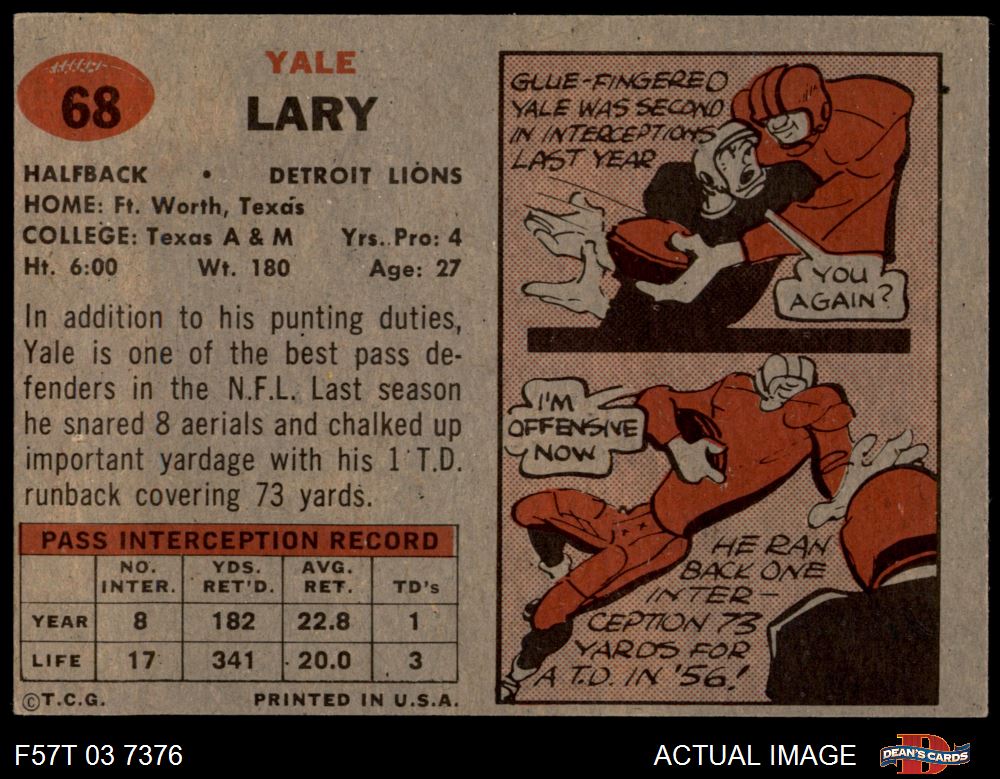 68
YALE
LARY
HALFBACK • DETROIT LIONS
HOME: Ft. Worth, Texas
COLLEGE: Texas A & M Yrs. Pro: 4
Ht. 6:00 Wt. 180 Age: 27
In addition to his punting duties,
Yale is one of the best pass de-
fenders in the N.F.L. Last season
he snared 8 aerials and chalked up
important yardage with his 1 T.D.
runback covering 73 yards.
PASS INTERCEPTION RECORD
NO. INTER. YDS. RET'D. AVG. RET. TD's
YEAR 8 182 22.8 1
LIFE 17 341 20.0 3
©T.C.G. PRINTED IN U.S.A.
GLUE-FINGERED
YALE WAS SECOND
IN INTERCEPTIONS
LAST YEAR
YOU
AGAIN?
I'M
OFFENSIVE
NOW
HE RAN
BACK ONE
INTER-
CEPTION 73
YARDS FOR
A T.D. IN '56!
F57T 03 7376 ACTUAL IMAGE DEAN'S CARDS